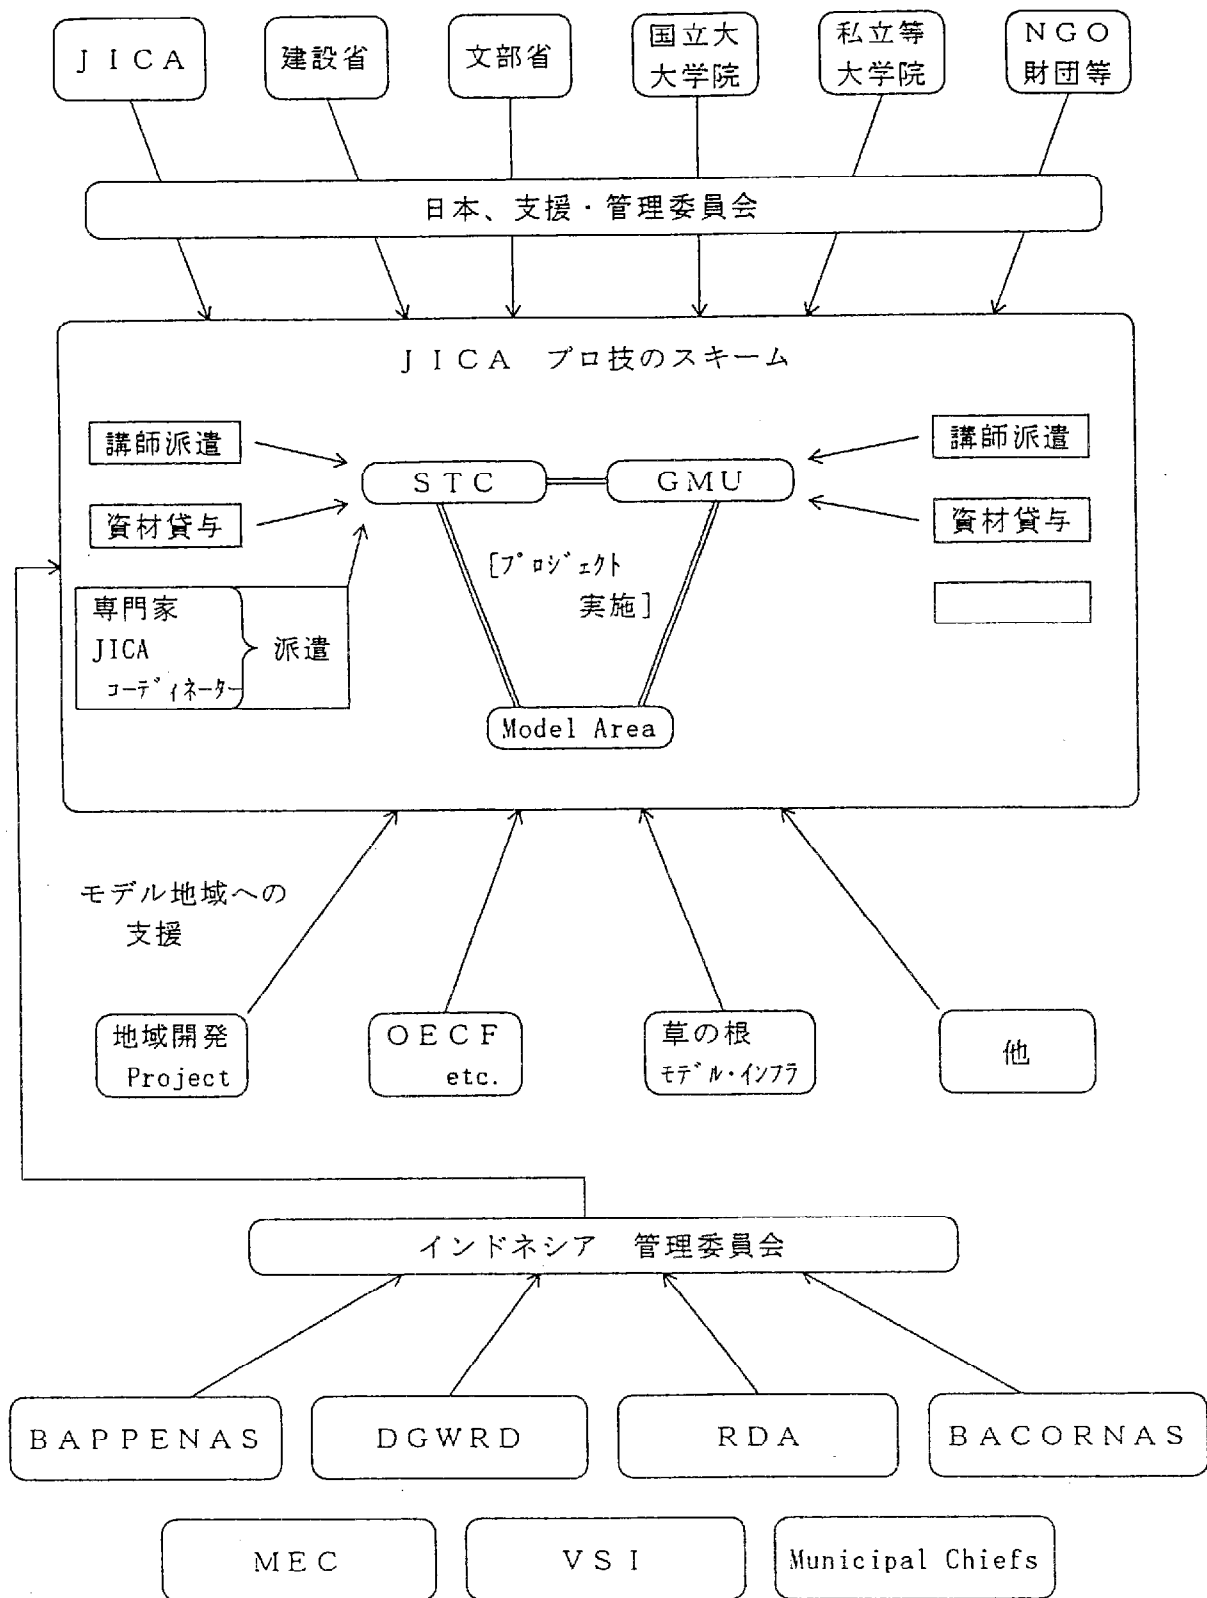 JICA
建設省
文部省
国立大
大学院
私立等
大学院
NGO
財団等
日本、支援・管理委員会
JICA プロ技のスキーム
講師派遣
資材貸与
専門家
JICA
コーディネーター
派遣
STC
GMU
[プロジェクト
実施]
Model Area
講師派遣
資材貸与
モデル地域への
支援
地域開発
Project
OECF
etc.
草の根
モデル・インフラ
他
インドネシア 管理委員会
BAPPENAS
DGWRD
RDA
BACORNAS
MEC
VSI
Municipal Chiefs